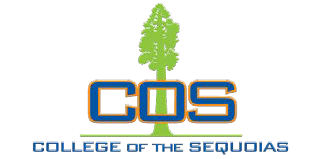 COS
COLLEGE OF THE SEQUOIAS